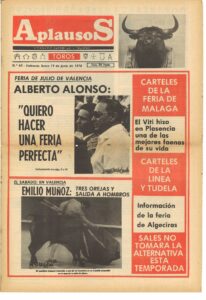 AplausoS
TOROS
FERIA DE JULIO DE VALENCIA
ALBERTO ALONSO:
"QUIERO
HACER
UNA FERIA
PERFECTA"
EL SABADO, EN VALENCIA
EMILIO MUÑOZ:
TRES OREJAS Y
SALIDA A HOMBROS
CARTELES
DE LA
FERIA DE
MALAGA
El Viti hizo
en Plasencia
una de las
mejores faenas
de su vida
CARTELES
DE LA
LINEA
Y TUDELA
Información
de la feria
de Algeciras
SALES NO
TOMARA LA
ALTERNATIVA
ESTA
TEMPORADA